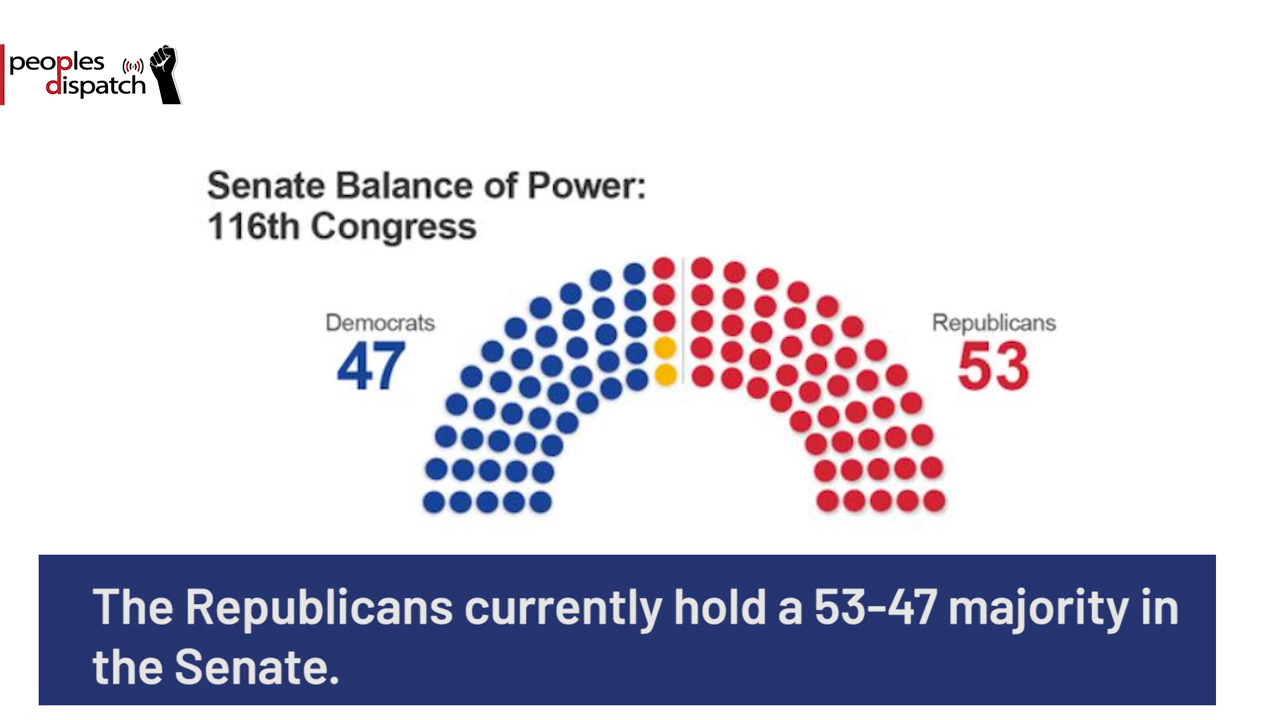 peoples
dispatch
Senate Balance of Power:
116th Congress
Democrats
47
Republicans
53
The Republicans currently hold a 53-47 majority in
the Senate.